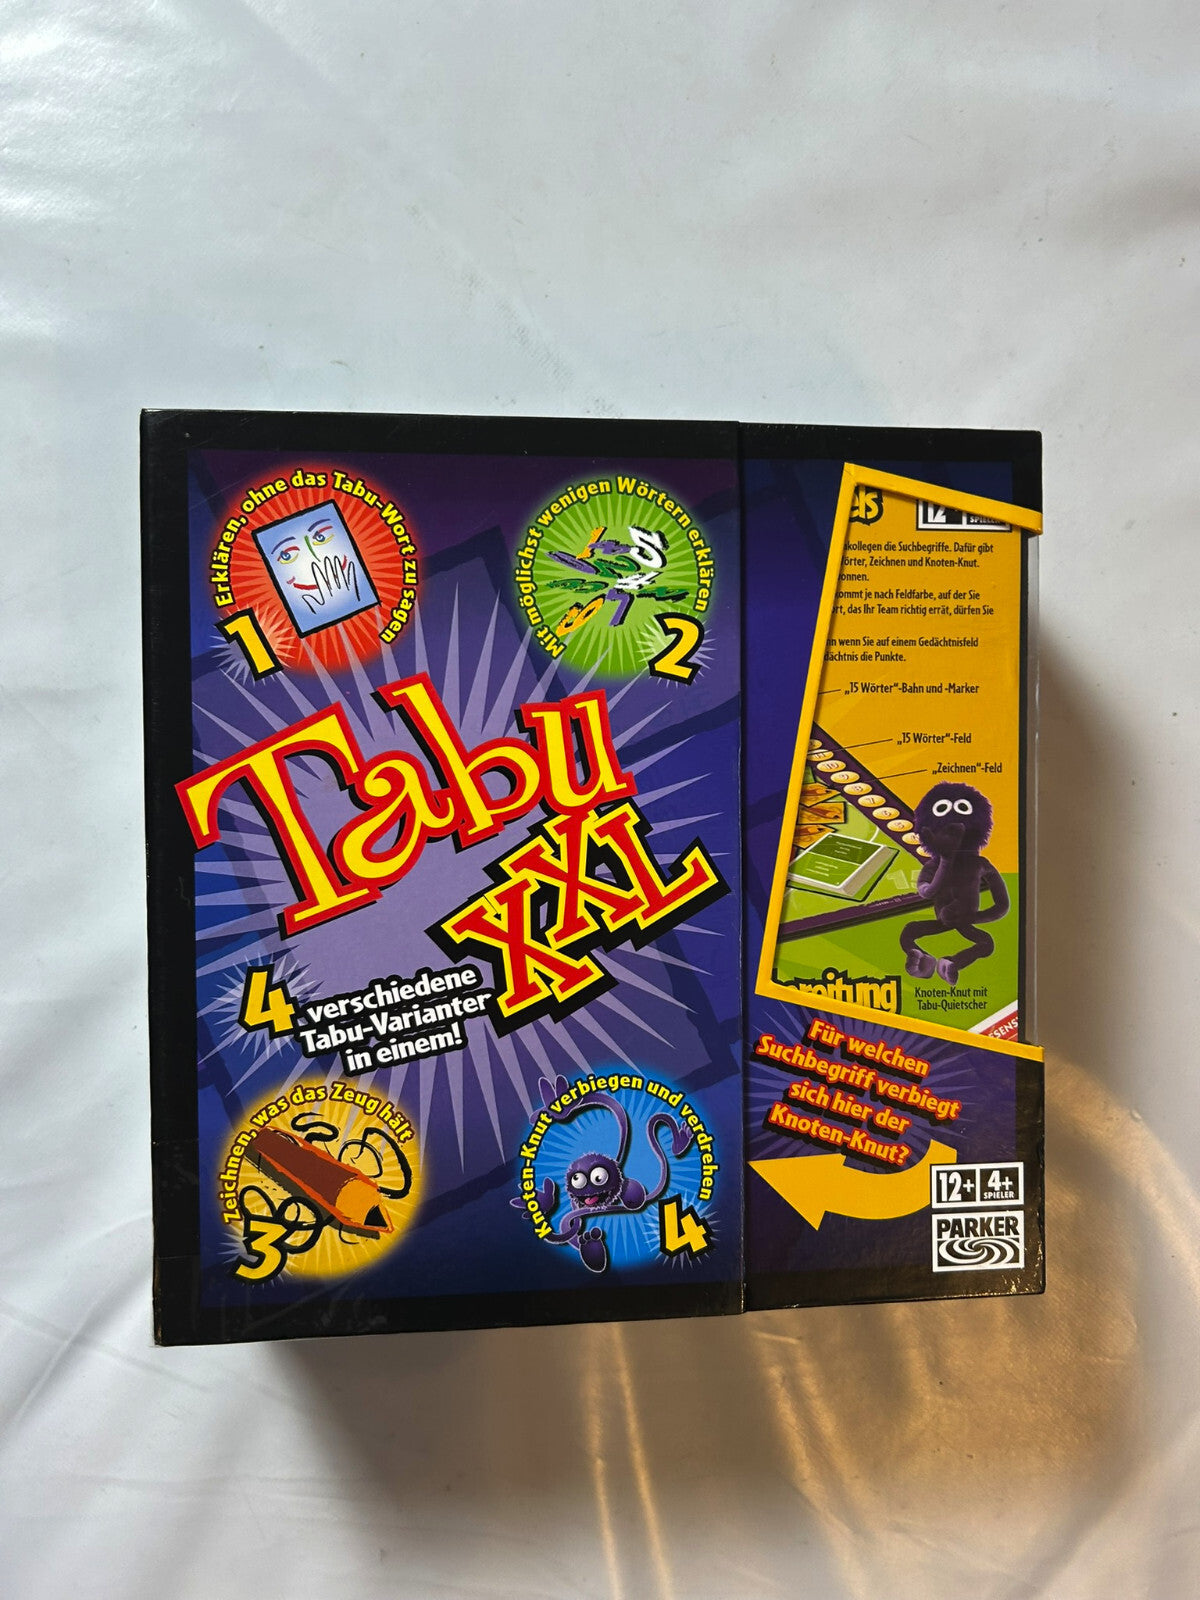 Erklären, ohne das Tabu-Wort zu sagen
1
Mit möglichst wenigen Wörtern erklären
2
Tabu
XXL
4 verschiedene
Tabu-Varianten
in einem!
Zeichnen, was das Zeug hält
3
Knoten-Knut verbiegen und verdrehen
4
12+
SPIELER
kollegen die Suchbegriffe. Dafür gibt
örter, Zeichnen und Knoten-Knut.
onnen.
ommt je nach Feldfarbe, auf der Sie
rt, das Ihr Team richtig errät, dürfen Sie
nn wenn Sie auf einem Gedächtnisfeld
dächtnis die Punkte.
„15 Wörter“-Bahn und -Marker
„15 Wörter“-Feld
„Zeichnen“-Feld
Knoten-Knut mit
Tabu-Quietscher
ereitung
Für welchen
Suchbegriff verbiegt
sich hier der
Knoten-Knut?
12+
4+
SPIELER
PARKER